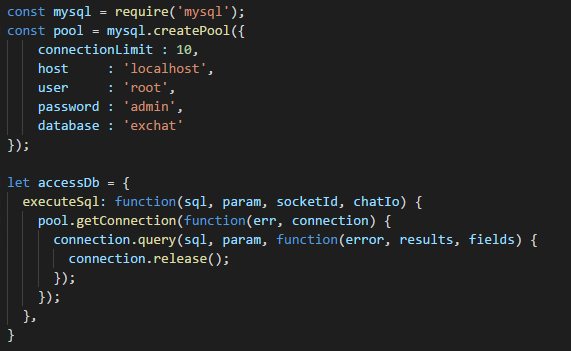 const mysql = require('mysql');
const pool = mysql.createPool({
    connectionLimit : 10,
    host     : 'localhost',
    user     : 'root',
    password : 'admin',
    database : 'exchat'
});

let accessDb = {
  executeSql: function(sql, param, socketId, chatIo) {
    pool.getConnection(function(err, connection) {
      connection.query(sql, param, function(error, results, fields) {
        connection.release();
      });
    });
  },
}